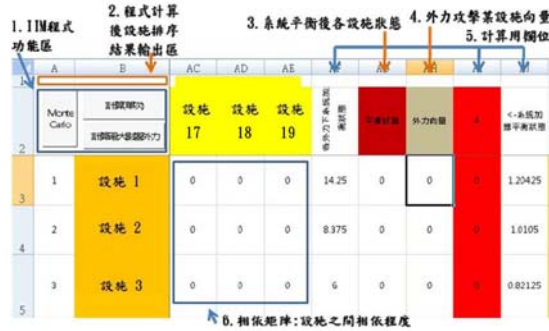 1.IIM程式
功能區
2.程式計算
後設施排序
結果輸出區
3.系統平衡後各設施狀態
4.外力攻擊某設施向量
5.計算用欄位
A B AC AD AE
1
Monte
Carlo
設施 設施 設施
17 18 19
平衡狀態
外力向量
2
1 設施 1 0 0 0 14.25 0 0 0 1.20425
3
2 設施 2 0 0 0 8.375 0 0 0 1.0105
4
3 設施 3 0 0 0 6 0 0 0 0.82125
5
6.相依矩陣:設施之間相依程度